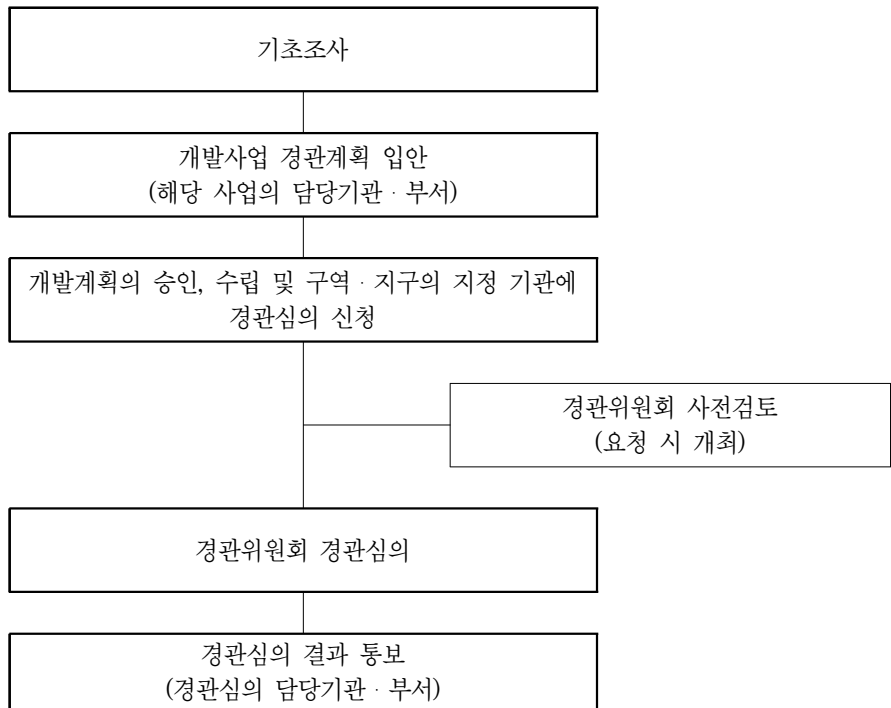 기초조사
개발사업 경관계획 입안
(해당 사업의 담당기관 · 부서)
개발계획의 승인, 수립 및 구역 · 지구의 지정 기관에
경관심의 신청
경관위원회 사전검토
(요청 시 개최)
경관위원회 경관심의
경관심의 결과 통보
(경관심의 담당기관 · 부서)